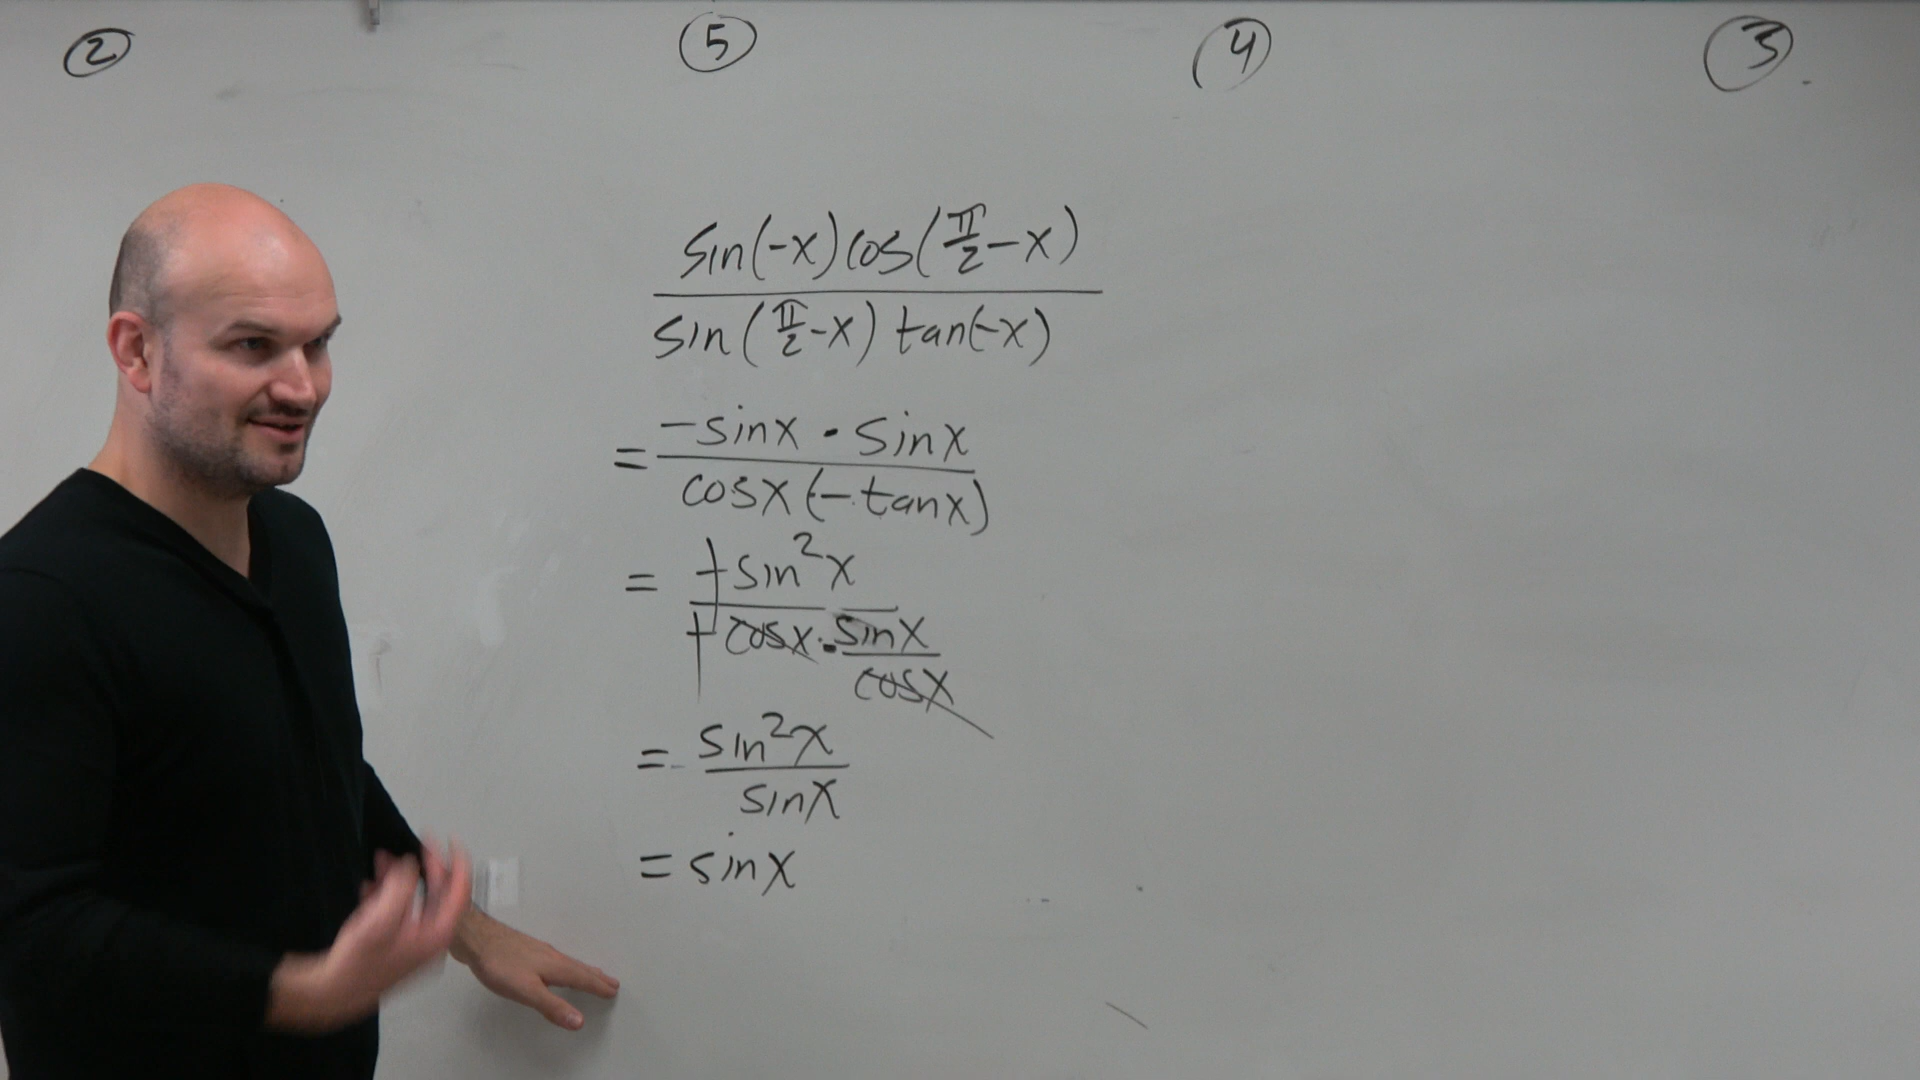 ② ⑤ ④ ③
sin(-x)cos(π/2-x)
sin(π/2-x) tan(-x)
= -sinx · sinx
cosx(-tanx)
= +sin²x
+ cosx · sinx
cosx
= sin²x
sinx
= sinx